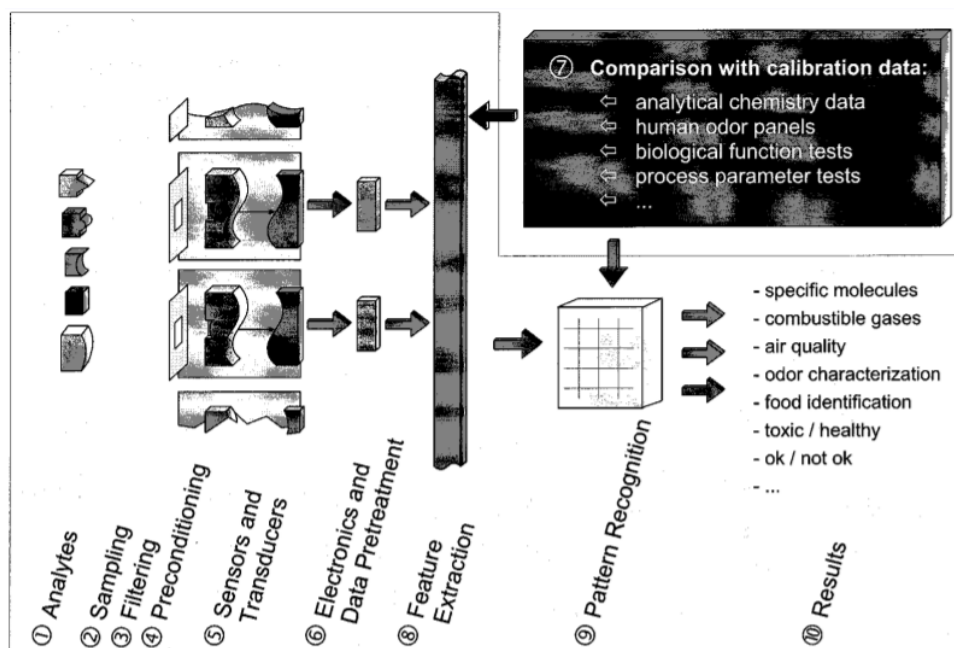 ⑦ Comparison with calibration data:
⇦ analytical chemistry data
⇦ human odor panels
⇦ biological function tests
⇦ process parameter tests
⇦ ...
- specific molecules
- combustible gases
- air quality
- odor characterization
- food identification
- toxic / healthy
- ok / not ok
- ...
① Analytes
② Sampling
③ Filtering
④ Preconditioning
⑤ Sensors and
Transducers
⑥ Electronics and
Data Pretreatment
⑧ Feature
Extraction
⑨ Pattern Recognition
⑩ Results